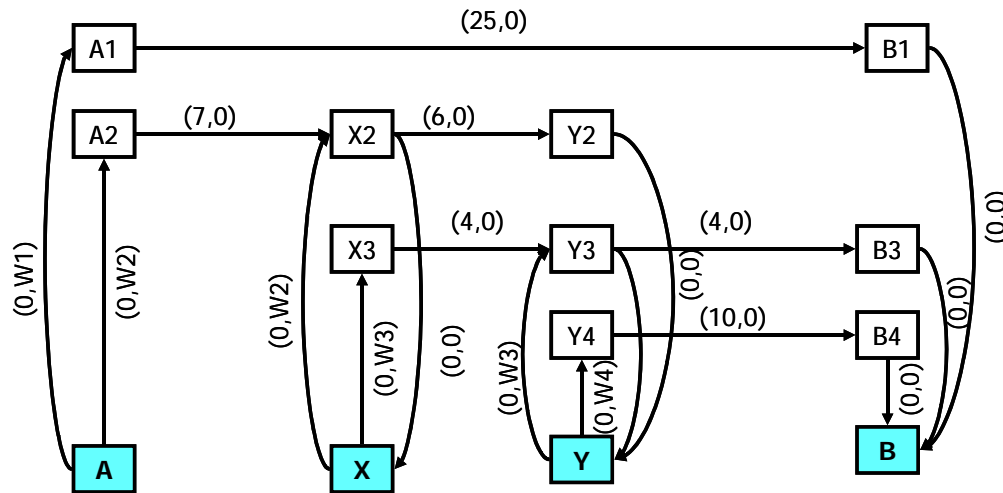 (25,0)
A1
B1
(7,0)
(6,0)
A2
X2
Y2
(0,W1)
(0,W2)
(0,W2)
(4,0)
(4,0)
X3
Y3
B3
(0,0)
(0,0)
(0,0)
(10,0)
(0,W3)
(0,0)
(0,W3)
Y4
B4
(0,W4)
(0,0)
A
X
Y
B